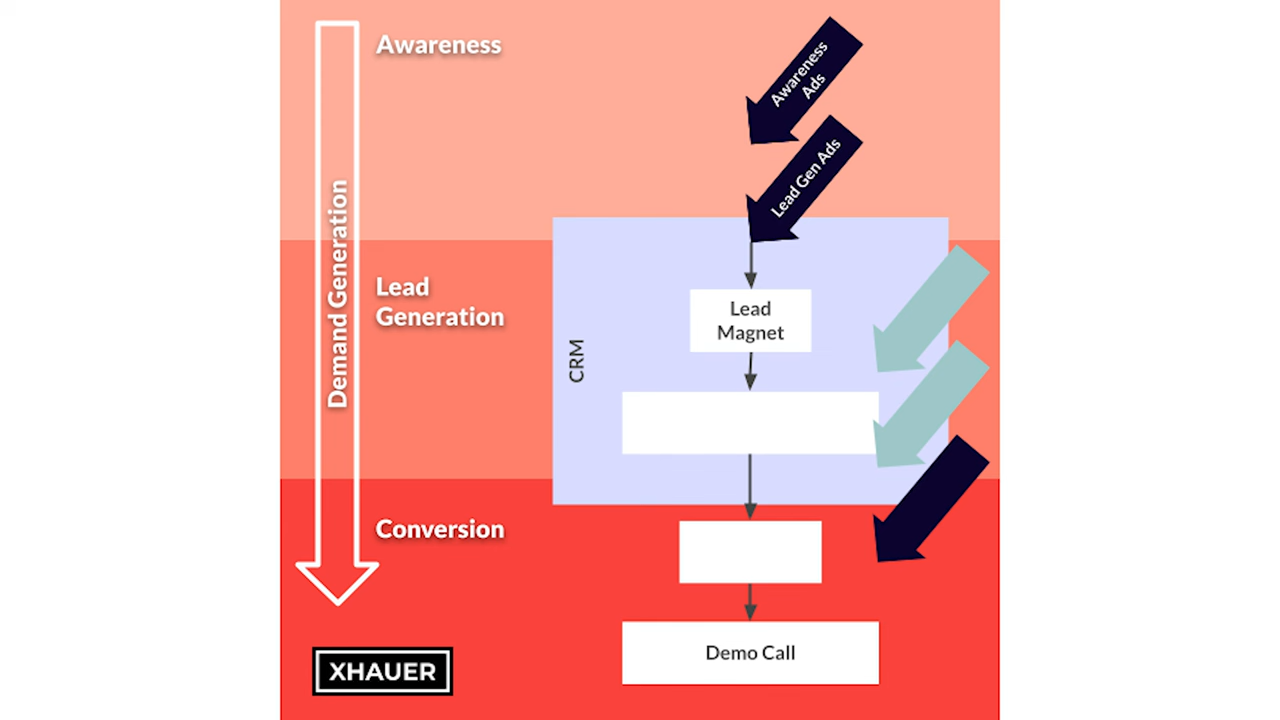 Awareness
Awareness
Ads
Lead Gen Ads
Demand Generation
Lead
Generation
CRM
Lead
Magnet
Conversion
Demo Call
XHAUER